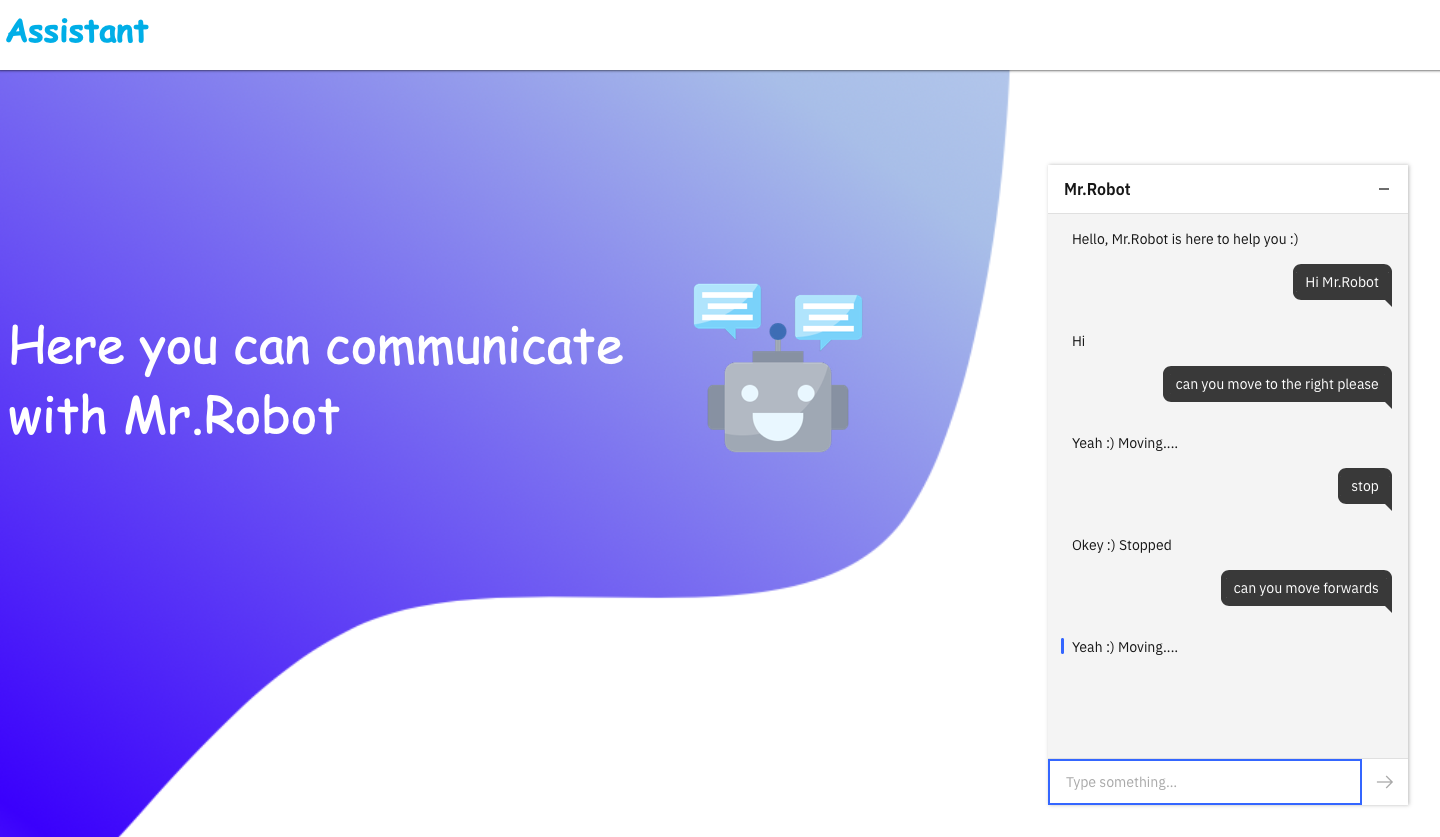 Assistant
Here you can communicate
with Mr.Robot
Mr.Robot
Hello, Mr.Robot is here to help you :)
Hi Mr.Robot
Hi
can you move to the right please
Yeah :) Moving....
stop
Okey :) Stopped
can you move forwards
Yeah :) Moving....
Type something...